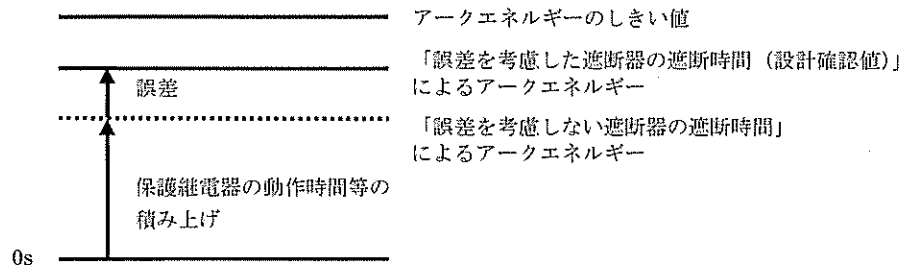 アークエネルギーのしきい値
「誤差を考慮した遮断器の遮断時間（設計確認値）」
によるアークエネルギー
誤差
「誤差を考慮しない遮断器の遮断時間」
によるアークエネルギー
保護継電器の動作時間等の
積み上げ
0s